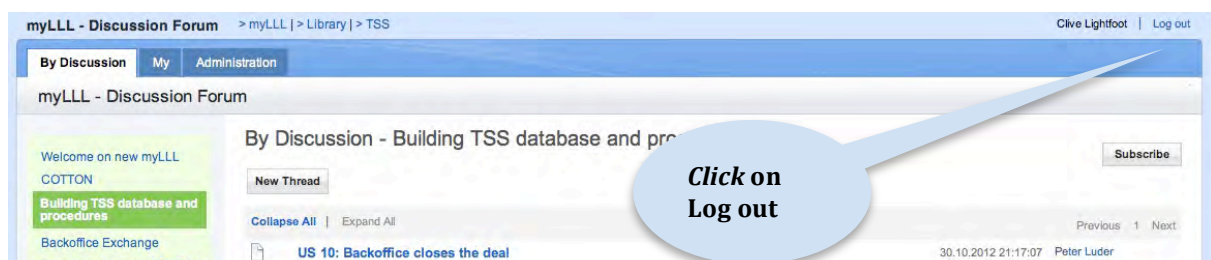 myLLL - Discussion Forum > myLLL | > Library | > TSS Clive Lightfoot | Log out
By Discussion My Administration
myLLL - Discussion Forum
By Discussion - Building TSS database and
Subscribe
Welcome on new myLLL
COTTON
New Thread
Building TSS database and
procedures
Collapse All | Expand All
Previous 1 Next
Backoffice Exchange
US 10: Backoffice closes the deal 30.10.2012 21:17:07 Peter Luder
Click on
Log out